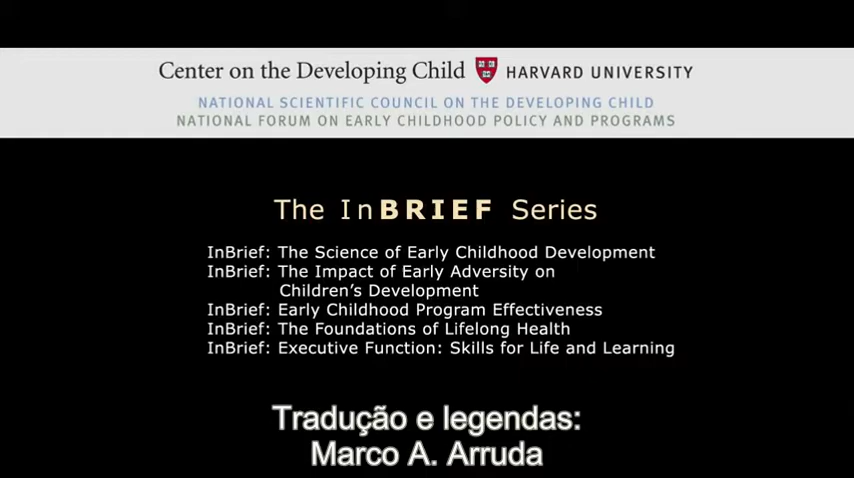 Center on the Developing Child HARVARD UNIVERSITY
NATIONAL SCIENTIFIC COUNCIL ON THE DEVELOPING CHILD
NATIONAL FORUM ON EARLY CHILDHOOD POLICY AND PROGRAMS
The InBRIEF Series
InBrief: The Science of Early Childhood Development
InBrief: The Impact of Early Adversity on
Children’s Development
InBrief: Early Childhood Program Effectiveness
InBrief: The Foundations of Lifelong Health
InBrief: Executive Function: Skills for Life and Learning
Tradução e legendas:
Marco A. Arruda